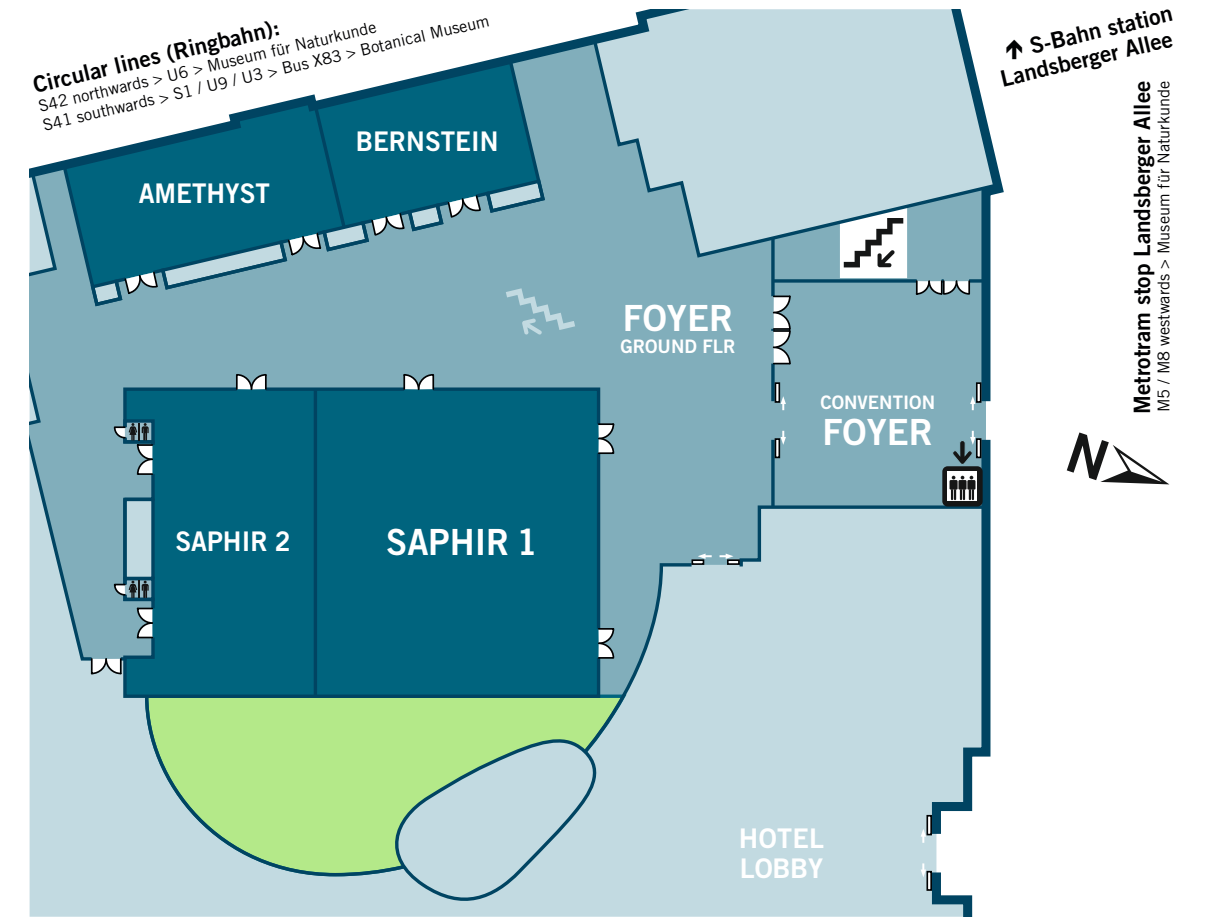 Circular lines (Ringbahn):
S42 northwards > U6 > Museum für Naturkunde
S41 southwards > S1 / U9 / U3 > Bus X83 > Botanical Museum
S-Bahn station
Landsberger Allee
Metrotram stop Landsberger Allee
M5 / M8 westwards > Museum für Naturkunde
BERNSTEIN
AMETHYST
FOYER
GROUND FLR
CONVENTION
FOYER
N
SAPHIR 2
SAPHIR 1
HOTEL
LOBBY